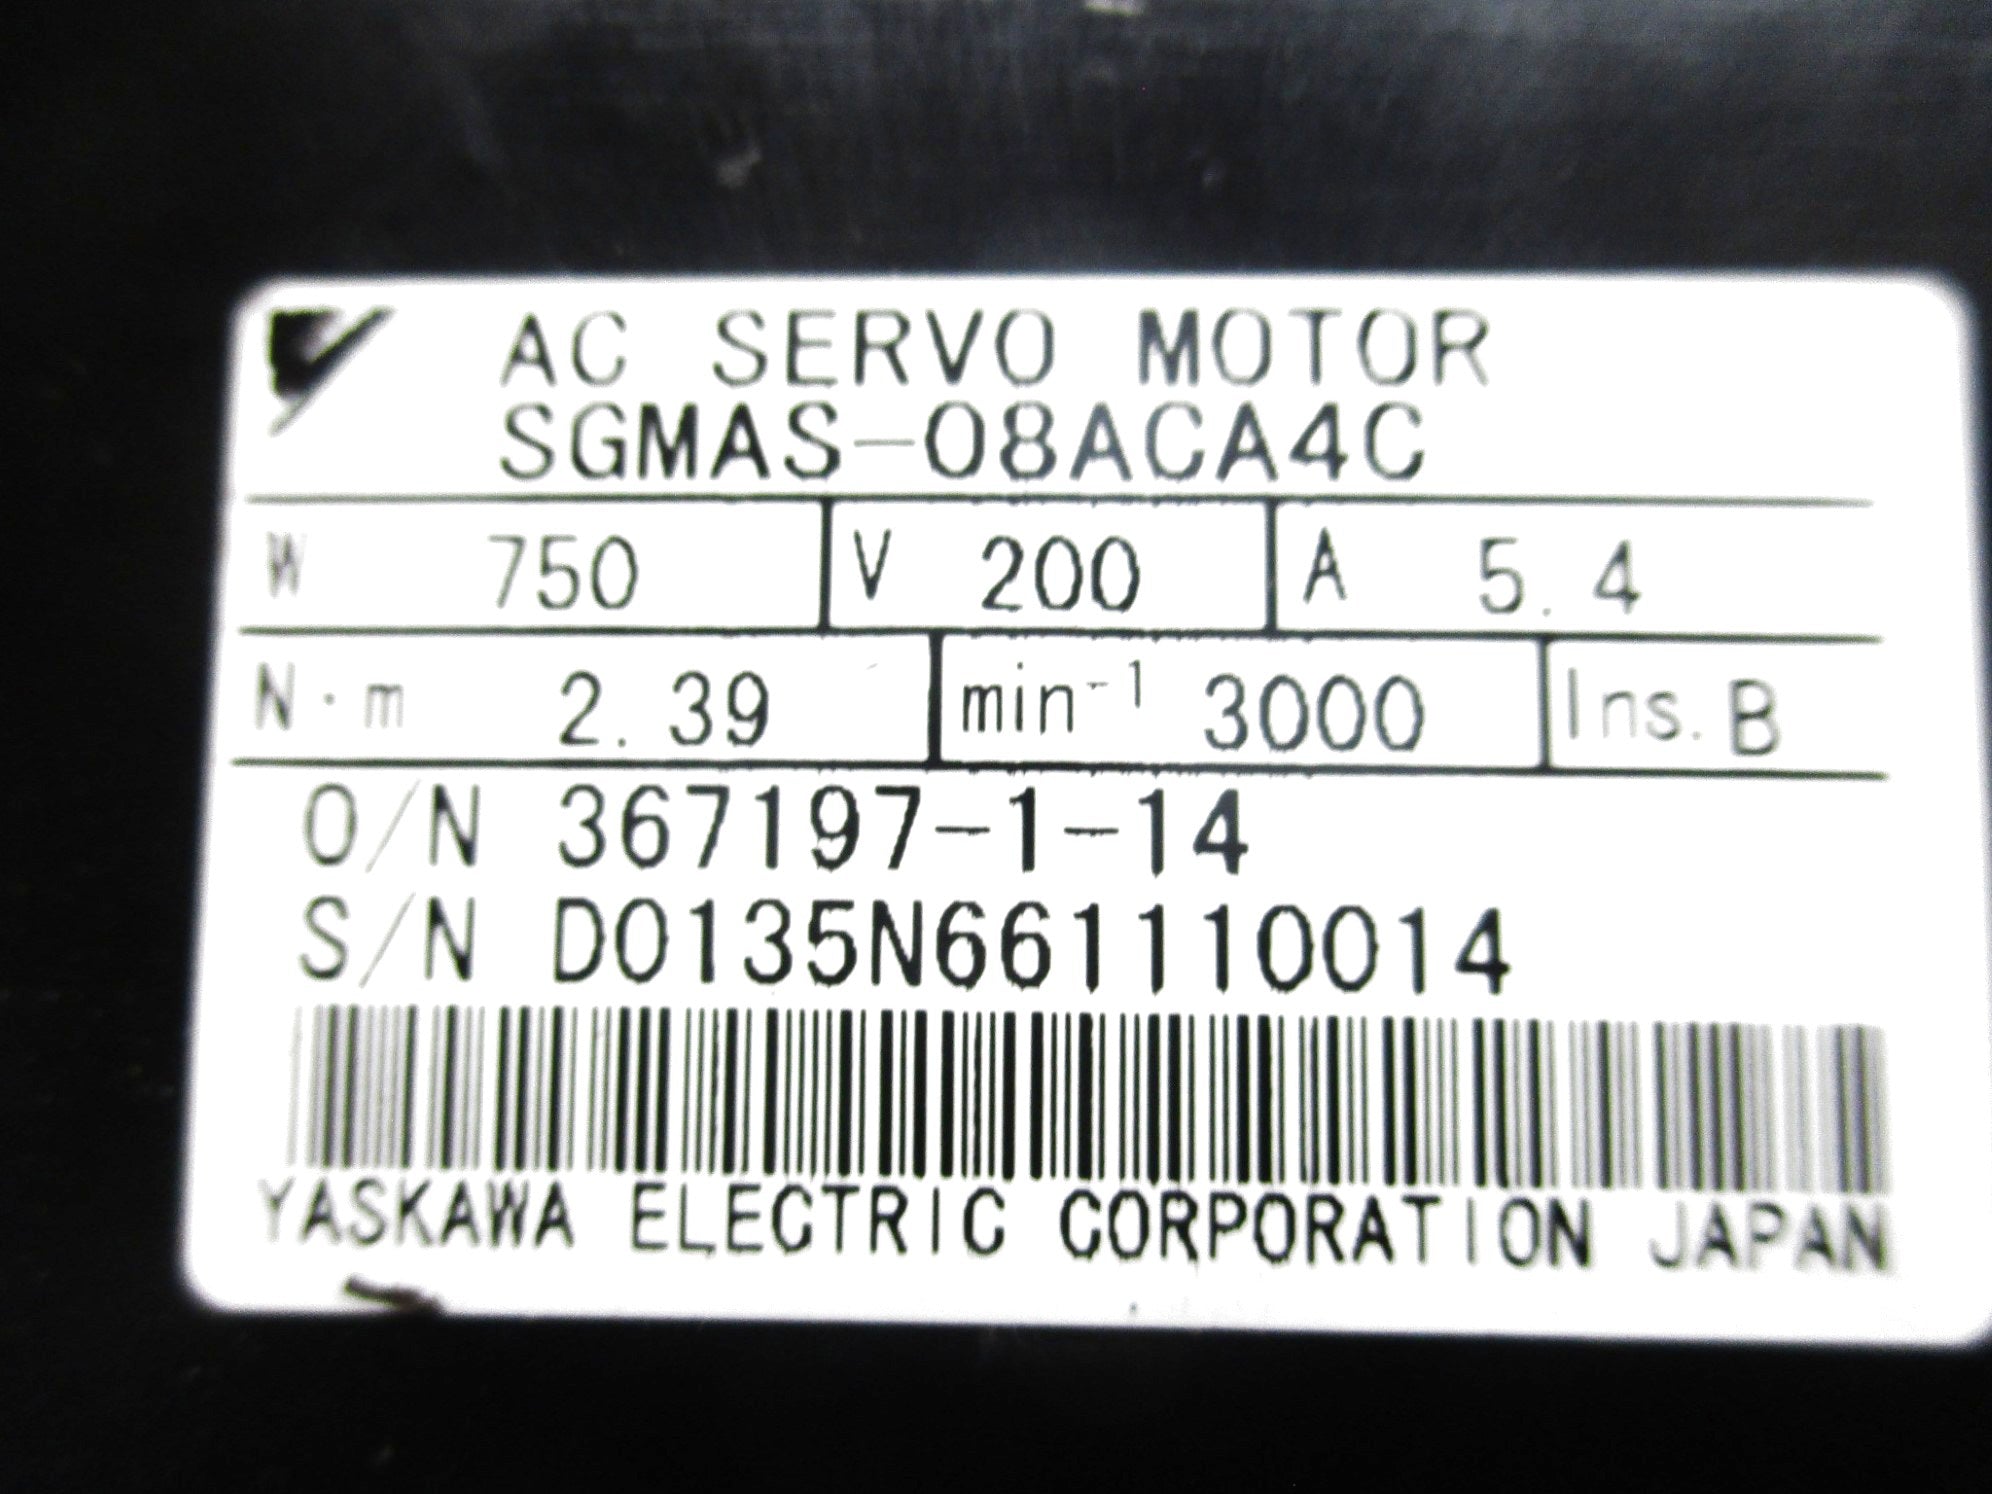 AC SERVO MOTOR
SGMAS-08ACA4C
W 750 V 200 A 5.4
N·m 2.39 min⁻¹ 3000 Ins. B
O/N 367197-1-14
S/N D0135N661110014
YASKAWA ELECTRIC CORPORATION JAPAN